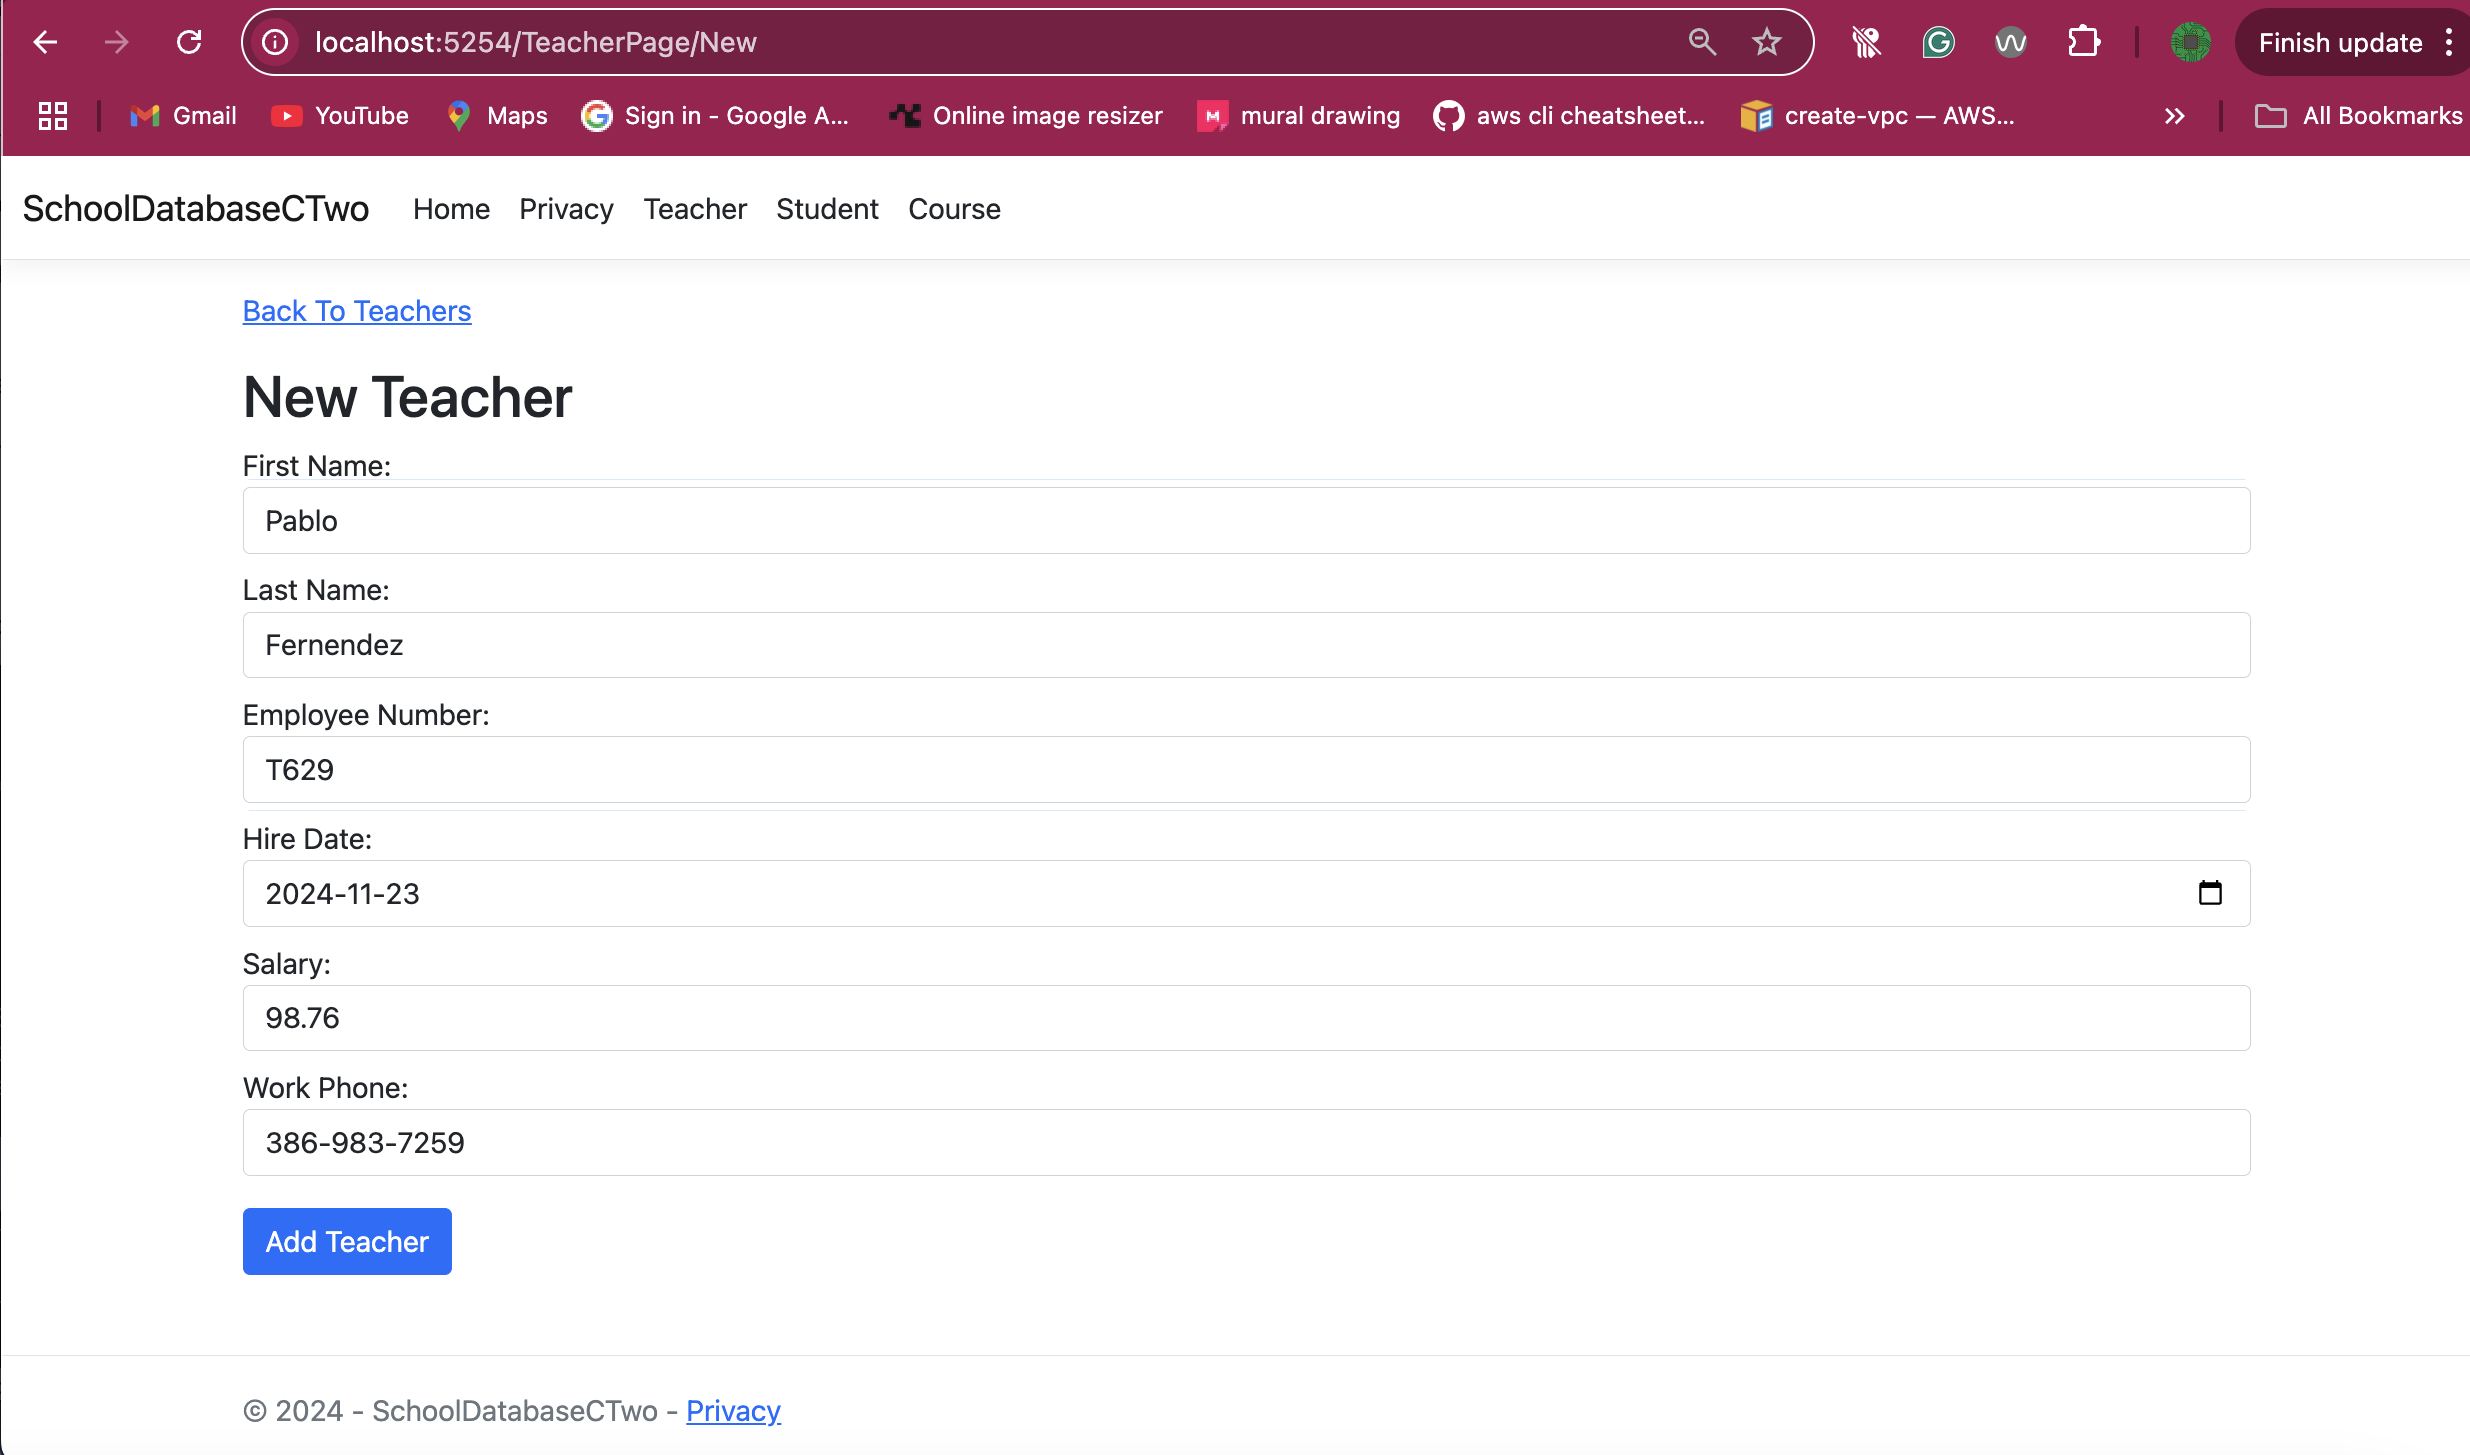 localhost:5254/TeacherPage/New
Finish update
Gmail YouTube Maps Sign in - Google A... Online image resizer mural drawing aws cli cheatsheet... create-vpc — AWS... All Bookmarks
SchoolDatabaseCTwo Home Privacy Teacher Student Course
Back To Teachers
New Teacher
First Name:
Pablo
Last Name:
Fernendez
Employee Number:
T629
Hire Date:
2024-11-23
Salary:
98.76
Work Phone:
386-983-7259
Add Teacher
© 2024 - SchoolDatabaseCTwo - Privacy